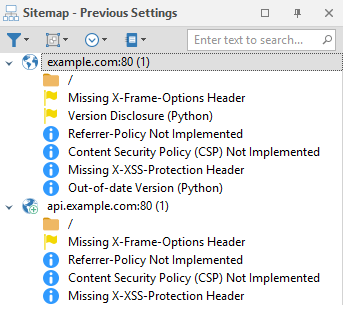 Sitemap - Previous Settings
Enter text to search...
example.com:80 (1)
/
Missing X-Frame-Options Header
Version Disclosure (Python)
Referrer-Policy Not Implemented
Content Security Policy (CSP) Not Implemented
Missing X-XSS-Protection Header
Out-of-date Version (Python)
api.example.com:80 (1)
/
Missing X-Frame-Options Header
Referrer-Policy Not Implemented
Content Security Policy (CSP) Not Implemented
Missing X-XSS-Protection Header